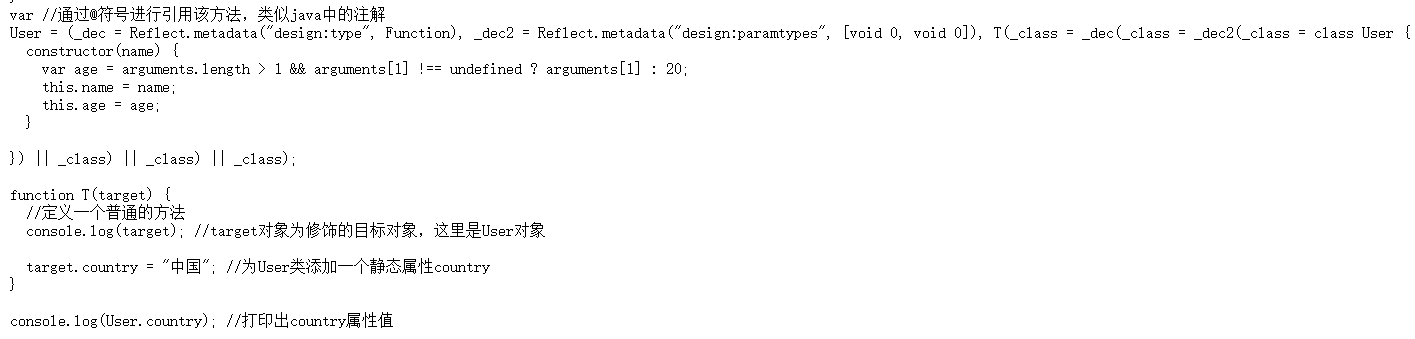 var //通过@符号进行引用该方法，类似java中的注解
User = (_dec = Reflect.metadata("design:type", Function), _dec2 = Reflect.metadata("design:paramtypes", [void 0, void 0]), T(_class = _dec(_class = _dec2(_class = class User {
  constructor(name) {
    var age = arguments.length > 1 && arguments[1] !== undefined ? arguments[1] : 20;
    this.name = name;
    this.age = age;
  }
}) || _class) || _class) || _class);
function T(target) {
  //定义一个普通的方法
  console.log(target); //target对象为修饰的目标对象，这里是User对象
  target.country = "中国"; //为User类添加一个静态属性country
}
console.log(User.country); //打印出country属性值